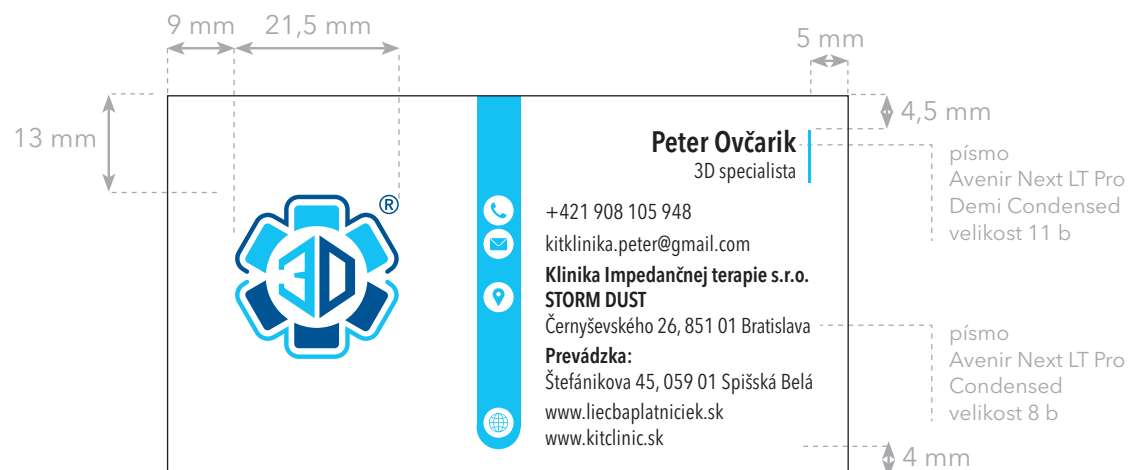 9 mm
21,5 mm
5 mm
13 mm
4,5 mm
Peter Ovčarik
3D specialista
písmo
Avenir Next LT Pro
Demi Condensed
velikost 11 b
®
3D
+421 908 105 948
kitklinika.peter@gmail.com
Klinika Impedančnej terapie s.r.o.
STORM DUST
Černyševského 26, 851 01 Bratislava
Prevádzka:
Štefánikova 45, 059 01 Spišská Belá
www.liecbaplatniciek.sk
www.kitclinic.sk
písmo
Avenir Next LT Pro
Condensed
velikost 8 b
4 mm